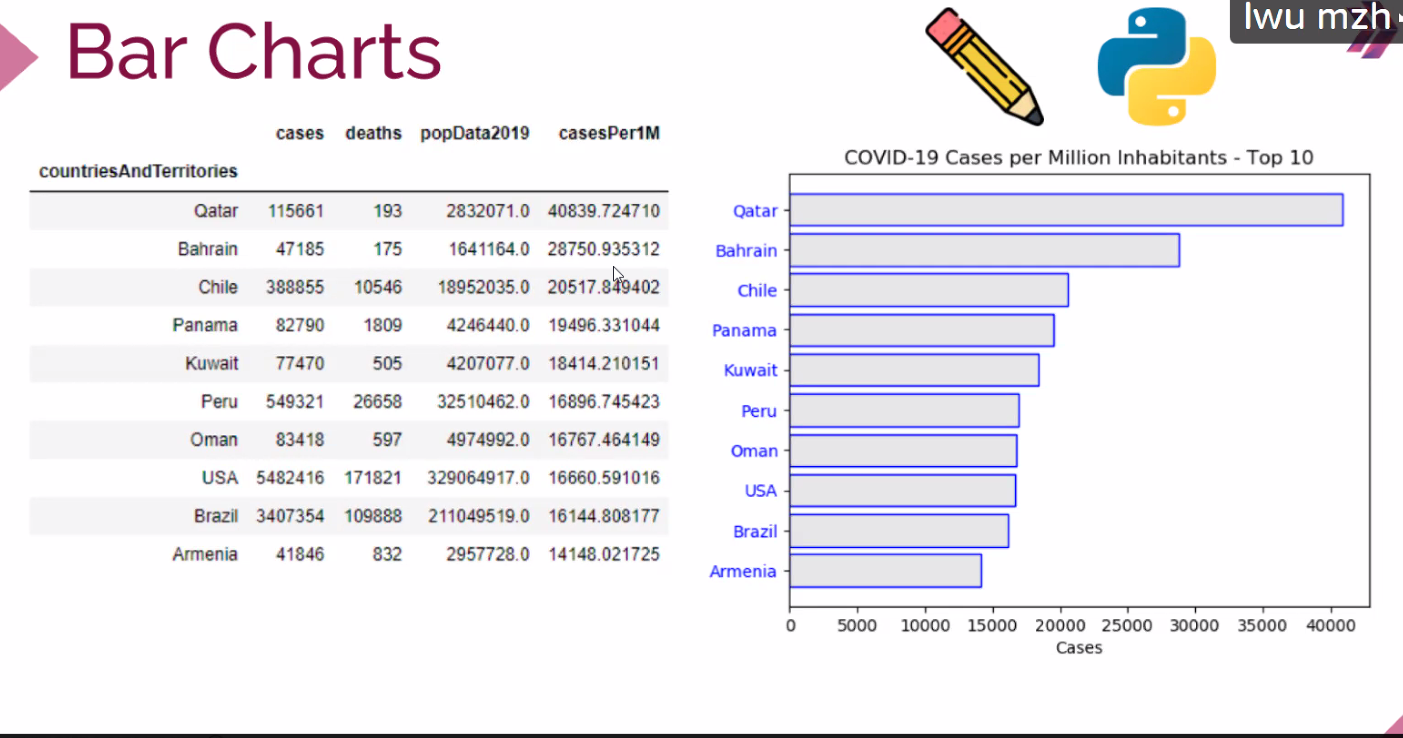 Bar Charts
lwu mzh
cases deaths popData2019 casesPer1M
countriesAndTerritories
Qatar 115661 193 2832071.0 40839.724710
Bahrain 47185 175 1641164.0 28750.935312
Chile 388855 10546 18952035.0 20517.849402
Panama 82790 1809 4246440.0 19496.331044
Kuwait 77470 505 4207077.0 18414.210151
Peru 549321 26658 32510462.0 16896.745423
Oman 83418 597 4974992.0 16767.464149
USA 5482416 171821 329064917.0 16660.591016
Brazil 3407354 109888 211049519.0 16144.808177
Armenia 41846 832 2957728.0 14148.021725
COVID-19 Cases per Million Inhabitants - Top 10
Qatar
Bahrain
Chile
Panama
Kuwait
Peru
Oman
USA
Brazil
Armenia
0 5000 10000 15000 20000 25000 30000 35000 40000
Cases